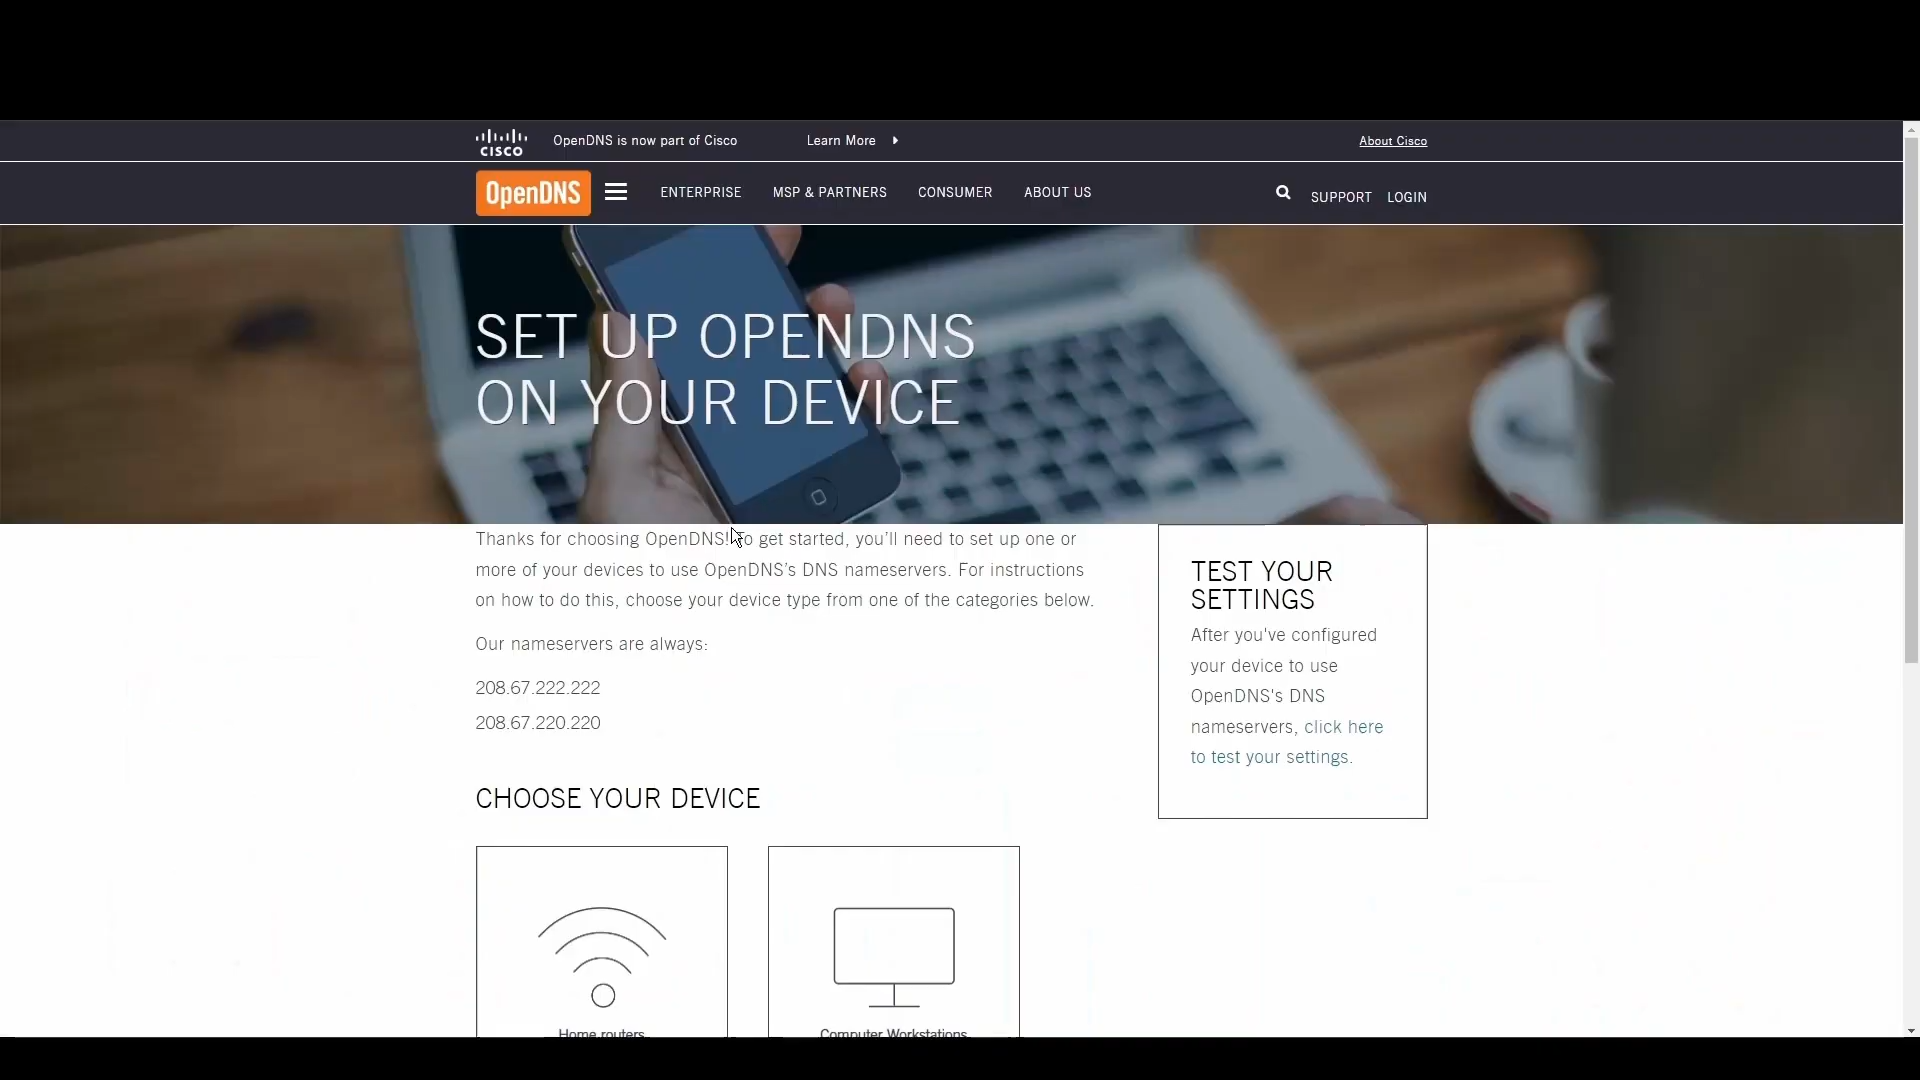 CISCO
OpenDNS is now part of Cisco
Learn More
About Cisco
OpenDNS
ENTERPRISE
MSP & PARTNERS
CONSUMER
ABOUT US
SUPPORT
LOGIN
SET UP OPENDNS
ON YOUR DEVICE
Thanks for choosing OpenDNS! To get started, you’ll need to set up one or
more of your devices to use OpenDNS’s DNS nameservers. For instructions
on how to do this, choose your device type from one of the categories below.
Our nameservers are always:
208.67.222.222
208.67.220.220
TEST YOUR
SETTINGS
After you've configured
your device to use
OpenDNS's DNS
nameservers, click here
to test your settings.
CHOOSE YOUR DEVICE
Home routers
Computer Workstations